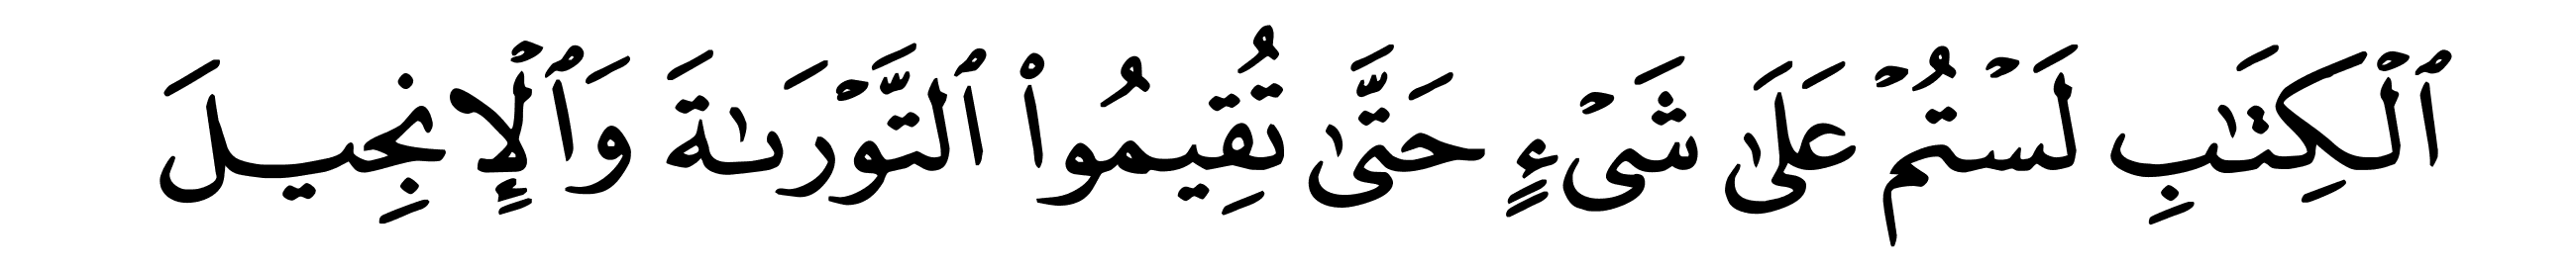 ٱلْكِتَٰبِ لَسْتُمْ عَلَىٰ شَىْءٍ حَتَّىٰ تُقِيمُوا۟ ٱلتَّوْرَىٰةَ وَٱلْإِنجِيلَ